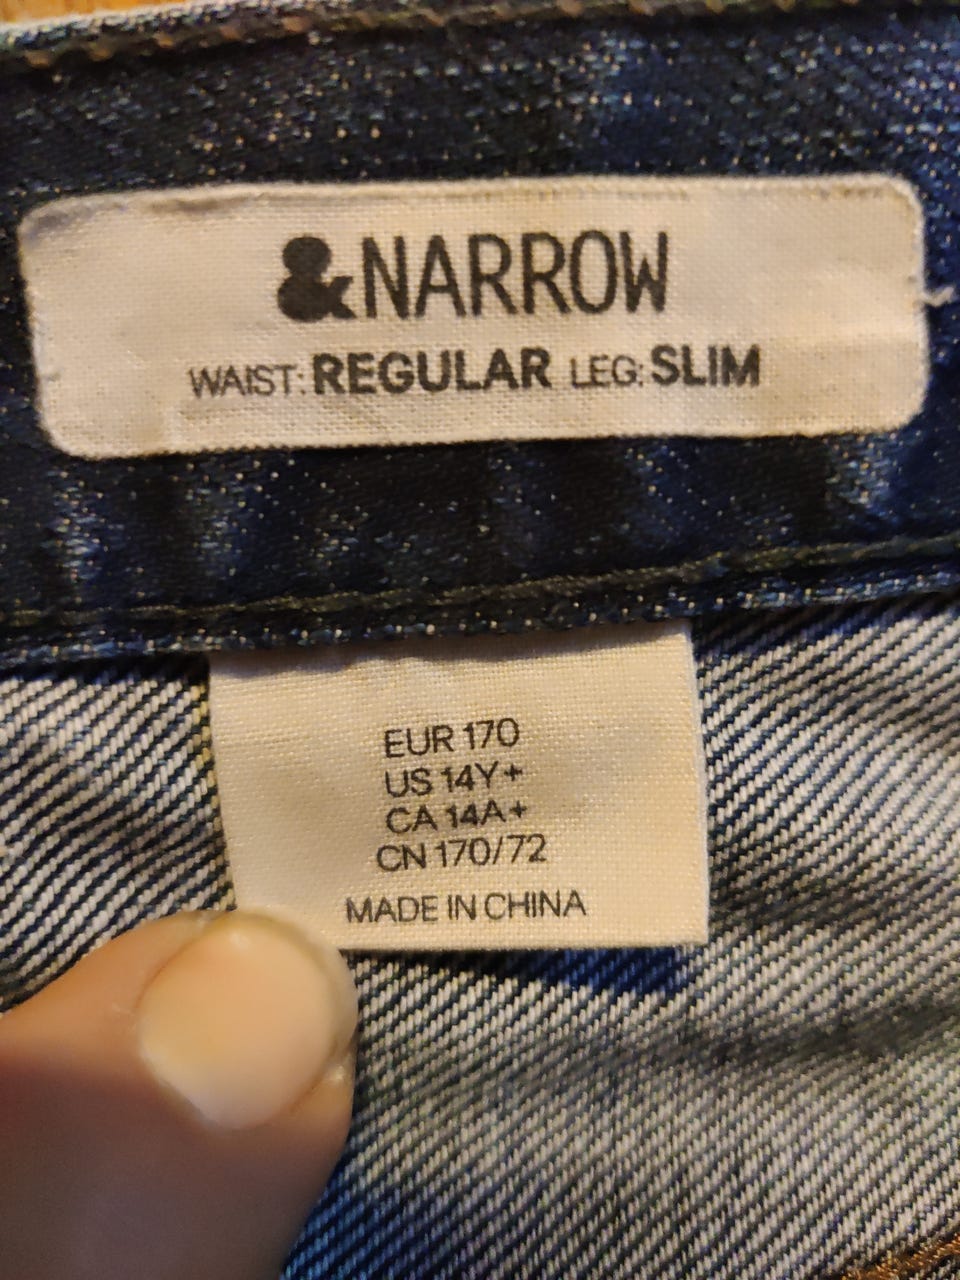 &NARROW
WAIST: REGULAR LEG: SLIM
EUR 170
US 14Y+
CA 14A+
CN 170/72
MADE IN CHINA